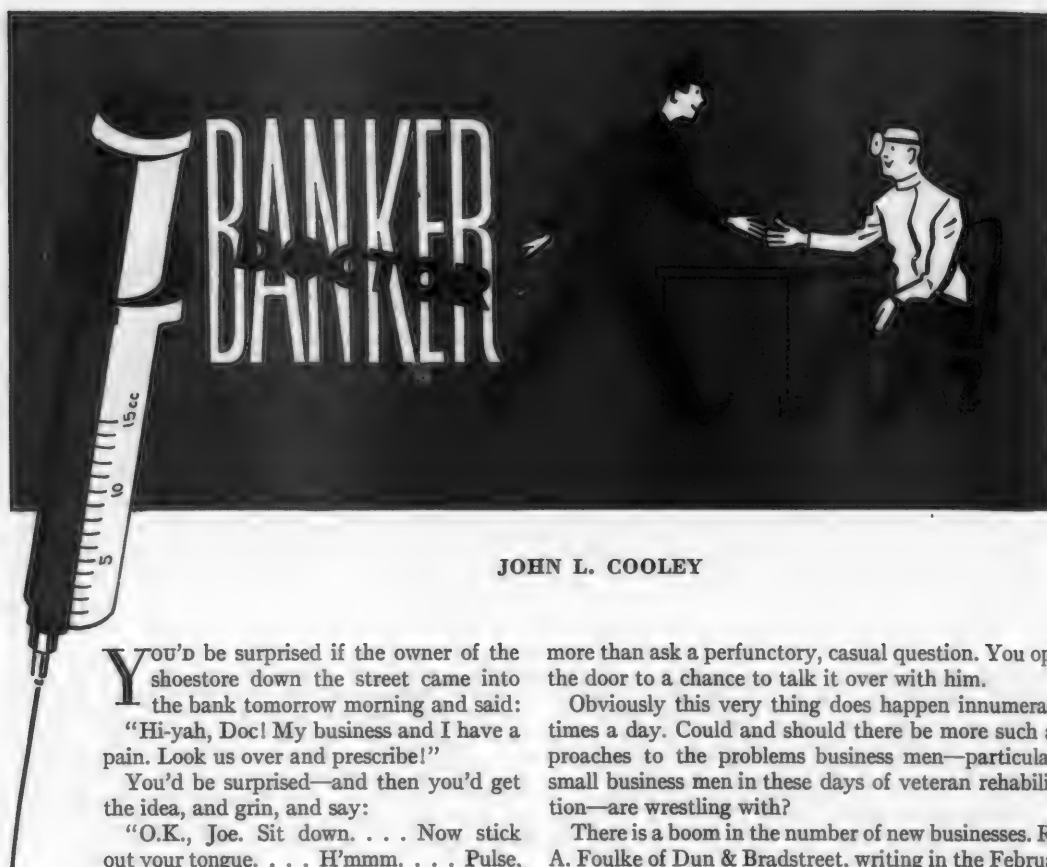 BANKER
DOCTOR
15cc
10
5
JOHN L. COOLEY
YOU'D be surprised if the owner of the
shoestore down the street came into
the bank tomorrow morning and said:
"Hi-yah, Doc! My business and I have a
pain. Look us over and prescribe!"
You'd be surprised—and then you'd get
the idea, and grin, and say:
"O.K., Joe. Sit down. . . . Now stick
out your tongue. . . . H'mmm. . . . Pulse,
more than ask a perfunctory, casual question. You op
the door to a chance to talk it over with him.
Obviously this very thing does happen innumera
times a day. Could and should there be more such a
proaches to the problems business men—particula
small business men in these days of veteran rehabili
tion—are wrestling with?
There is a boom in the number of new businesses. R
A. Foulke of Dun & Bradstreet, writing in the Febru